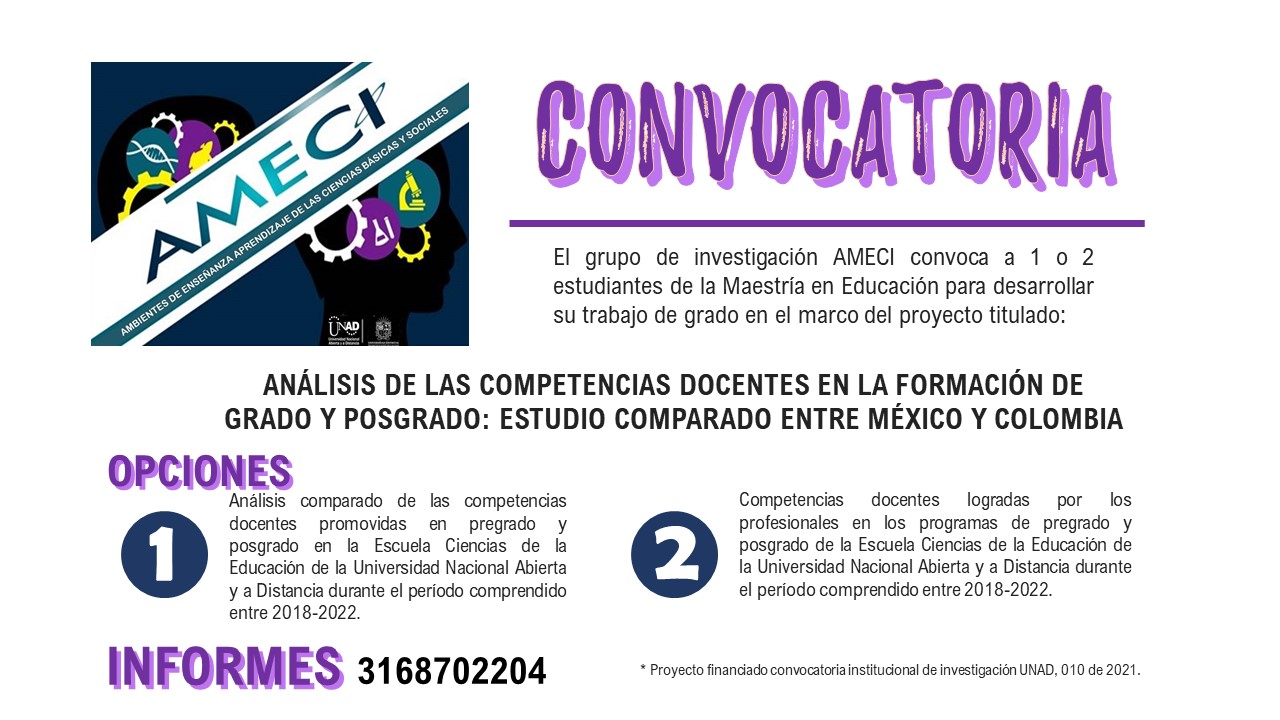 AMECI
AMBIENTES DE ENSEÑANZA APRENDIZAJE DE LAS CIENCIAS BÁSICAS Y SOCIALES
UNAD
Universidad Nacional
Abierta y a Distancia
CONVOCATORIA
El grupo de investigación AMECI convoca a 1 o 2
estudiantes de la Maestría en Educación para desarrollar
su trabajo de grado en el marco del proyecto titulado:
ANÁLISIS DE LAS COMPETENCIAS DOCENTES EN LA FORMACIÓN DE
GRADO Y POSGRADO: ESTUDIO COMPARADO ENTRE MÉXICO Y COLOMBIA
OPCIONES
1
Análisis comparado de las competencias
docentes promovidas en pregrado y
posgrado en la Escuela Ciencias de la
Educación de la Universidad Nacional Abierta
y a Distancia durante el período comprendido
entre 2018-2022.
2
Competencias docentes logradas por los
profesionales en los programas de pregrado y
posgrado de la Escuela Ciencias de la Educación de
la Universidad Nacional Abierta y a Distancia durante
el período comprendido entre 2018-2022.
INFORMES 3168702204
* Proyecto financiado convocatoria institucional de investigación UNAD, 010 de 2021.